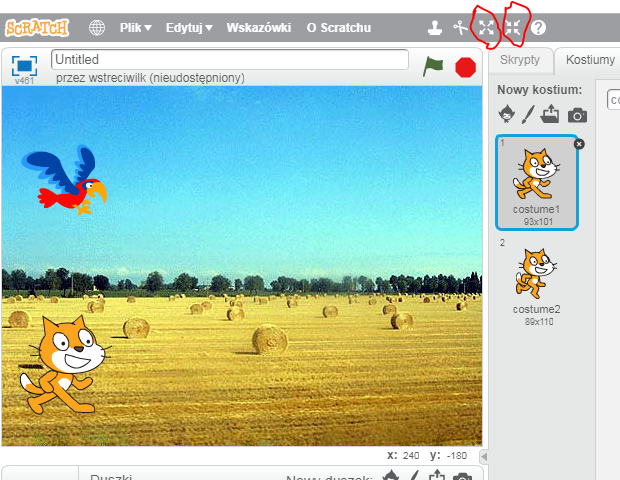 SCRATCH Plik Edytuj Wskazówki O Scratchu ?
v461 Untitled
przez wstreciwilk (nieudostępniony)
Skrypty Kostiumy
Nowy kostium:
co
1
costume1
93x101
2
costume2
89x110
x: 240 y: -180
Duszki Nowy duszek: